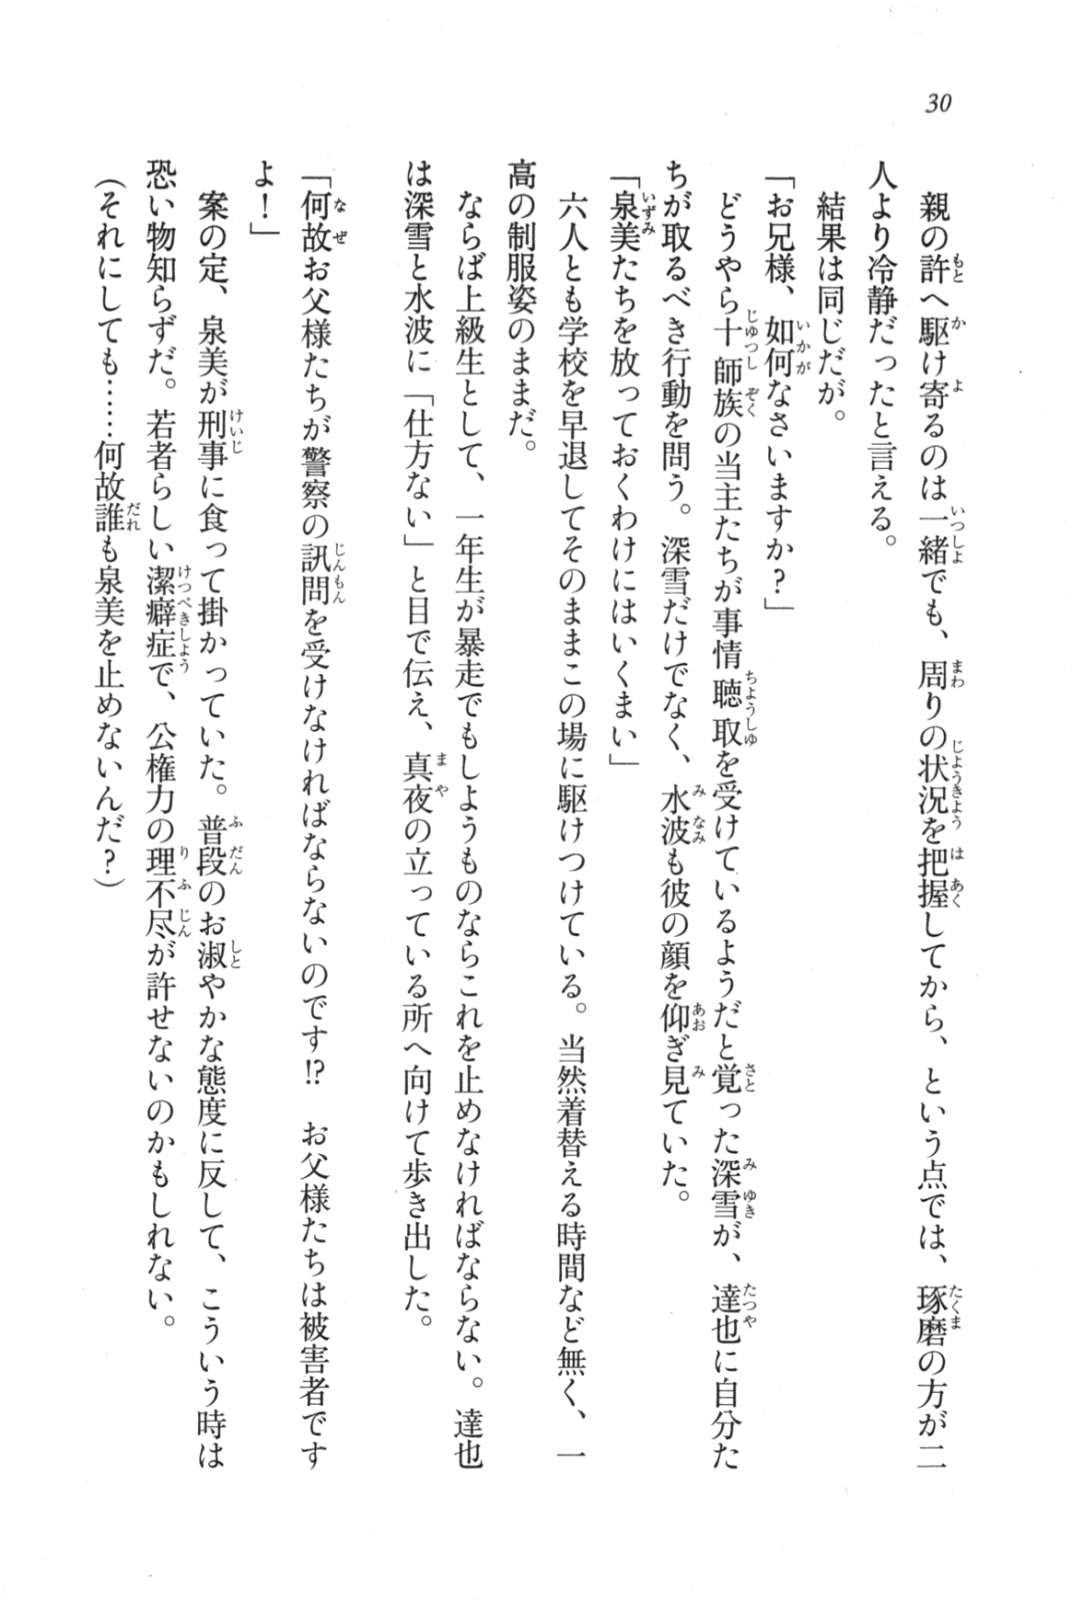 30
親の許へ駆け寄るのは一緒でも、周りの状況を把握してから、という点では、琢磨の方が二
人より冷静だったと言える。
結果は同じだが。
「お兄様、如何なさいますか？」
どうやら十師族の当主たちが事情聴取を受けているようだと覚った深雪が、達也に自分た
ちが取るべき行動を問う。深雪だけでなく、水波も彼の顔を仰ぎ見ていた。
「泉美たちを放っておくわけにはいくまい」
六人とも学校を早退してそのままこの場に駆けつけている。当然着替える時間など無く、一
高の制服姿のままだ。
ならば上級生として、一年生が暴走でもしようものならこれを止めなければならない。達也
は深雪と水波に「仕方ない」と目で伝え、真夜の立っている所へ向けて歩き出した。
「何故お父様たちが警察の訊問を受けなければならないのです!?　お父様たちは被害者です
よ！」
案の定、泉美が刑事に食って掛かっていた。普段のお淑やかな態度に反して、こういう時は
恐い物知らずだ。若者らしい潔癖症で、公権力の理不尽が許せないのかもしれない。
（それにしても……何故誰も泉美を止めないんだ？）